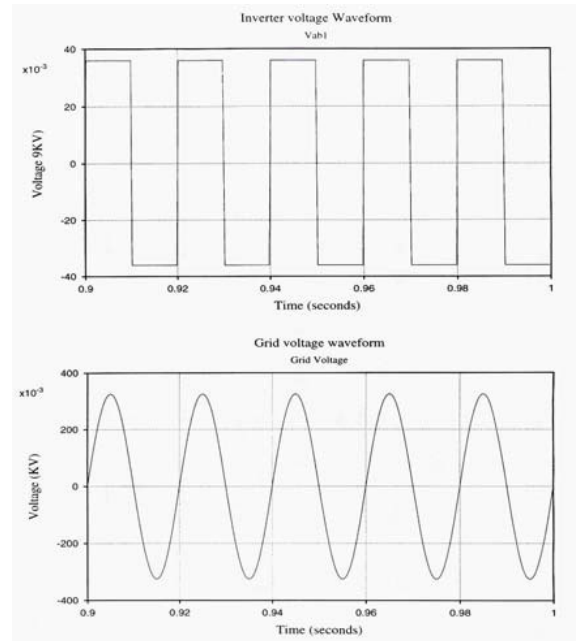 Inverter voltage Waveform
Vab1
x10-3
40
20
0
-20
-40
Voltage 9KV)
0.9
0.92
0.94
0.96
0.98
1
Time (seconds)
Grid voltage waveform
Grid Voltage
x10-3
400
200
0
-200
-400
Voltage (KV)
0.9
0.92
0.94
0.96
0.98
1
Time (seconds)